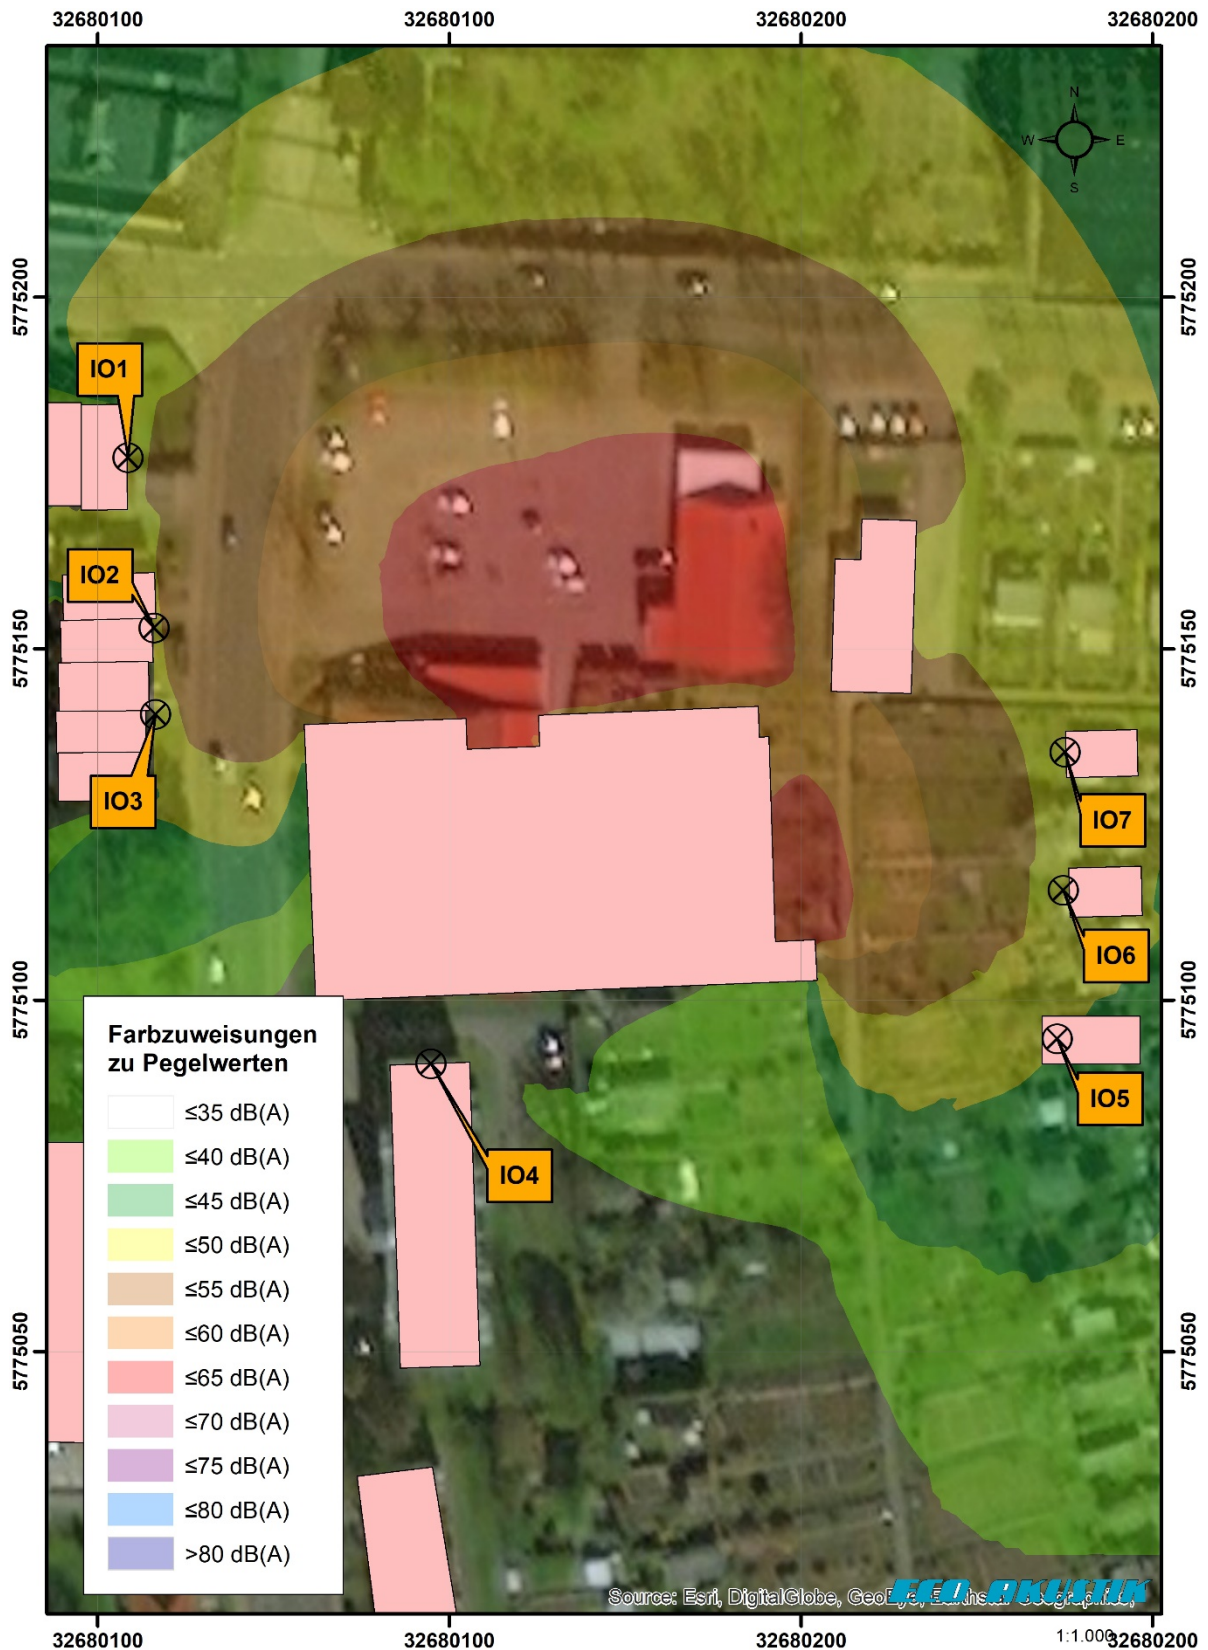 32680100 32680100 32680200 32680200
N
W E
S
5775200 5775200
IO1
IO2
5775150 5775150
IO3
IO7
IO6
5775100 5775100
Farbzuweisungen
zu Pegelwerten
IO5
≤35 dB(A)
≤40 dB(A)
IO4
≤45 dB(A)
≤50 dB(A)
≤55 dB(A)
≤60 dB(A)
5775050 5775050
≤65 dB(A)
≤70 dB(A)
≤75 dB(A)
≤80 dB(A)
>80 dB(A)
ECO AKUSTIK
Source: Esri, DigitalGlobe, GeoEye, Earthstar Geographics,
32680100 32680100 32680200 1:1.000 32680200